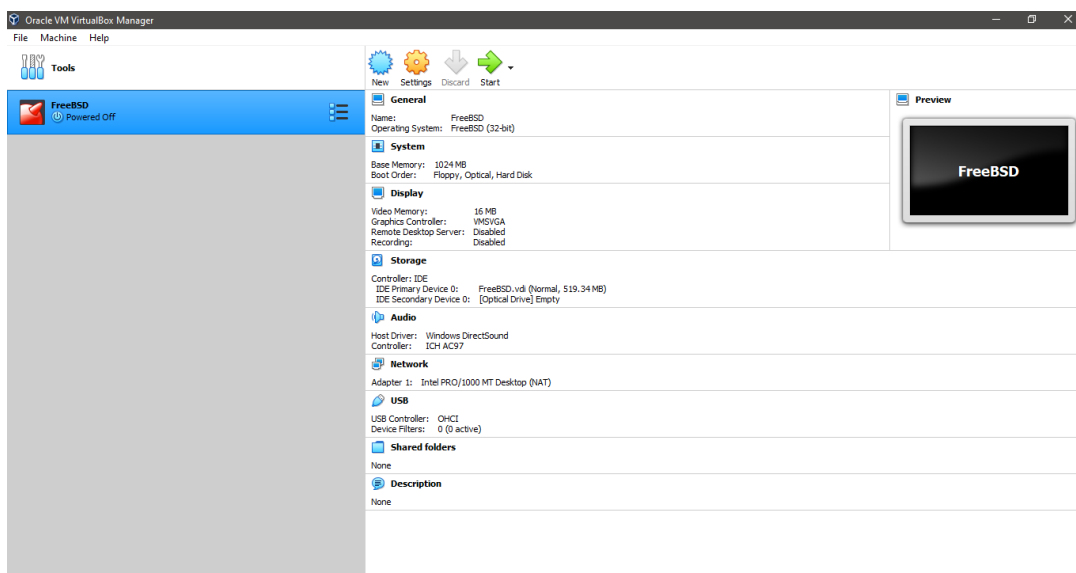 Oracle VM VirtualBox Manager
File Machine Help
Tools
FreeBSD
Powered Off
New Settings Discard Start
General
Name: FreeBSD
Operating System: FreeBSD (32-bit)
System
Base Memory: 1024 MB
Boot Order: Floppy, Optical, Hard Disk
Display
Video Memory: 16 MB
Graphics Controller: VMSVGA
Remote Desktop Server: Disabled
Recording: Disabled
Preview
FreeBSD
Storage
Controller: IDE
IDE Primary Device 0: FreeBSD.vdi (Normal, 519.34 MB)
IDE Secondary Device 0: [Optical Drive] Empty
Audio
Host Driver: Windows DirectSound
Controller: ICH AC97
Network
Adapter 1: Intel PRO/1000 MT Desktop (NAT)
USB
USB Controller: OHCI
Device Filters: 0 (0 active)
Shared folders
None
Description
None